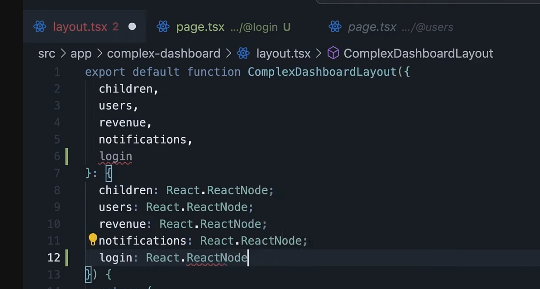 layout.tsx 2 page.tsx .../@login U page.tsx .../@users
src > app > complex-dashboard > layout.tsx > ComplexDashboardLayout
1 export default function ComplexDashboardLayout({
2 children,
3 users,
4 revenue,
5 notifications,
6 login
7 }: {
8 children: React.ReactNode;
9 users: React.ReactNode;
10 revenue: React.ReactNode;
11 notifications: React.ReactNode;
12 login: React.ReactNode
13 }) {